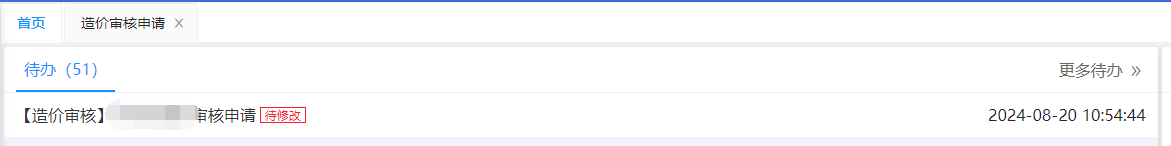 首页 造价审核申请 ×
待办（51） 更多待办 »
【造价审核】审核申请 待修改 2024-08-20 10:54:44